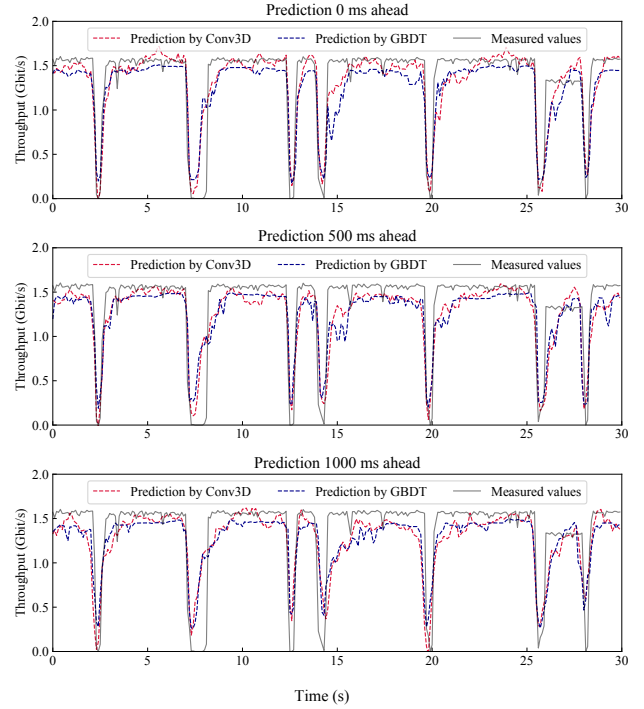 Prediction 0 ms ahead
2.0
Prediction by Conv3D Prediction by GBDT Measured values
1.5
1.0
0.5
0.0
Throughput (Gbit/s)
0 5 10 15 20 25 30
Prediction 500 ms ahead
2.0
Prediction by Conv3D Prediction by GBDT Measured values
1.5
1.0
0.5
0.0
Throughput (Gbit/s)
0 5 10 15 20 25 30
Prediction 1000 ms ahead
2.0
Prediction by Conv3D Prediction by GBDT Measured values
1.5
1.0
0.5
0.0
Throughput (Gbit/s)
0 5 10 15 20 25 30
Time (s)